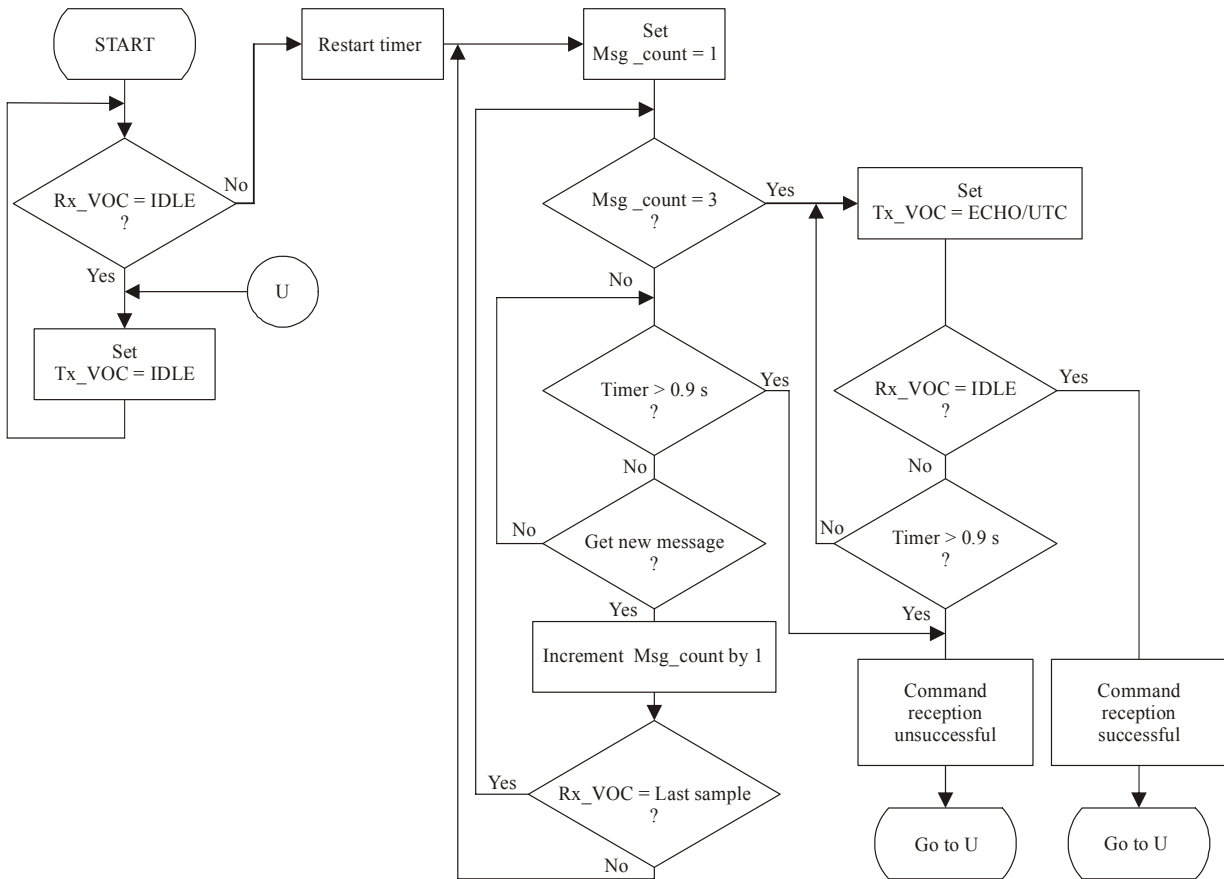 START
Restart timer
Set
Msg _count = 1
Rx_VOC = IDLE
?
No
Yes
U
Set
Tx_VOC = IDLE
Msg _count = 3
?
Yes
No
Set
Tx_VOC = ECHO/UTC
Timer > 0.9 s
?
Yes
No
Rx_VOC = IDLE
?
Yes
No
Get new message
?
No
Yes
Timer > 0.9 s
?
No
Yes
Increment Msg_count by 1
Rx_VOC = Last sample
?
Yes
No
Command
reception
unsuccessful
Command
reception
successful
Go to U
Go to U